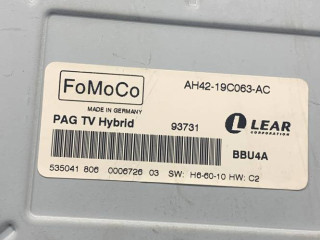 FoMoCo AH42-19C063-AC
MADE IN GERMANY
PAG TV Hybrid 93731 LEAR
CORPORATION
BBU4A
535041 806 0006726 03 SW: H6-60-10 HW: C2